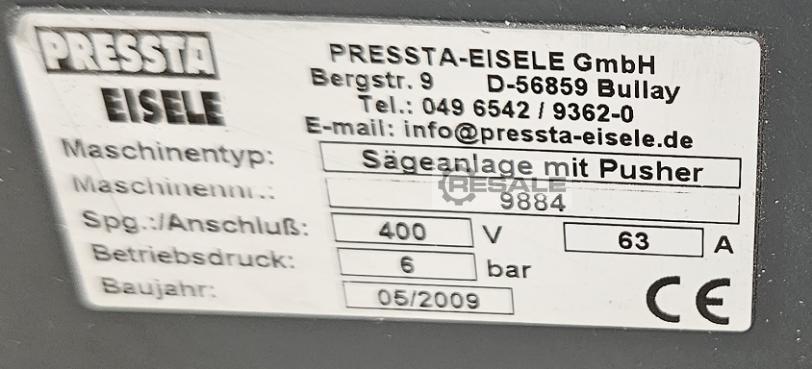 PRESSTA
EISELE
PRESSTA-EISELE GmbH
Bergstr. 9 D-56859 Bullay
Tel.: 049 6542 / 9362-0
E-mail: info@pressta-eisele.de
Maschinentyp: Sägeanlage mit Pusher
RESALE
Maschinennr.: 9884
Spg.:/Anschluß: 400 V 63 A
Betriebsdruck: 6 bar
Baujahr: 05/2009 CE